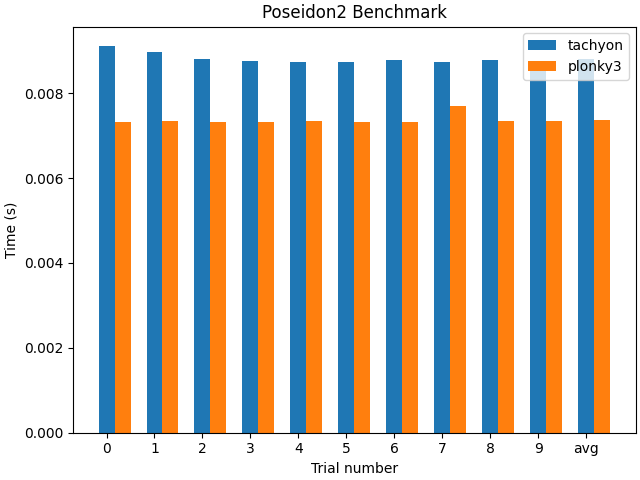 Poseidon2 Benchmark
tachyon
plonky3
0.008
0.006
0.004
0.002
0.000
Time (s)
0 1 2 3 4 5 6 7 8 9 avg
Trial number